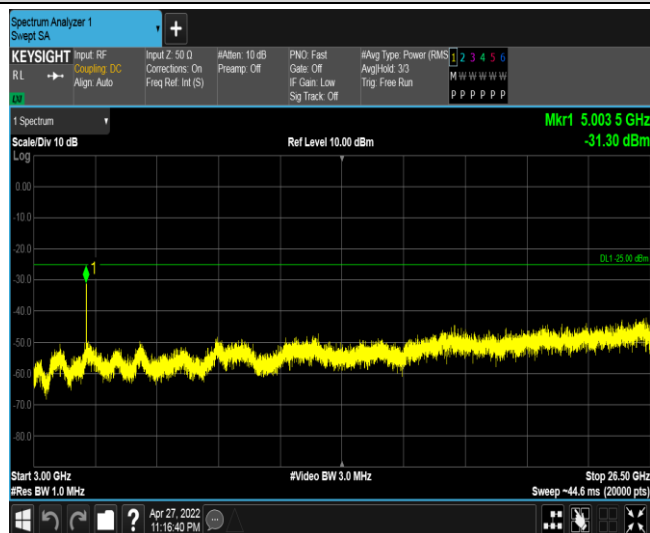 Spectrum Analyzer 1
Swept SA
+
KEYSIGHT
RL
Input: RF
Coupling: DC
Align: Auto
Input Z: 50 Ω
Corrections: On
Freq Ref: Int (S)
#Atten: 10 dB
Preamp: Off
PNO: Fast
Gate: Off
IF Gain: Low
Sig Track: Off
#Avg Type: Power (RMS
Avg|Hold: 3/3
Trig: Free Run
1 2 3 4 5 6
M W W W W W
P P P P P P
LXI
1 Spectrum
Mkr1 5.003 5 GHz
Scale/Div 10 dB
Ref Level 10.00 dBm
-31.30 dBm
Log
0.00
-10.0
-20.0
DL1 -25.00 dBm
1
-30.0
-40.0
-50.0
-60.0
-70.0
-80.0
Start 3.00 GHz
#Video BW 3.0 MHz
Stop 26.50 GHz
#Res BW 1.0 MHz
Sweep ~44.6 ms (20000 pts)
?
Apr 27, 2022
11:16:40 PM